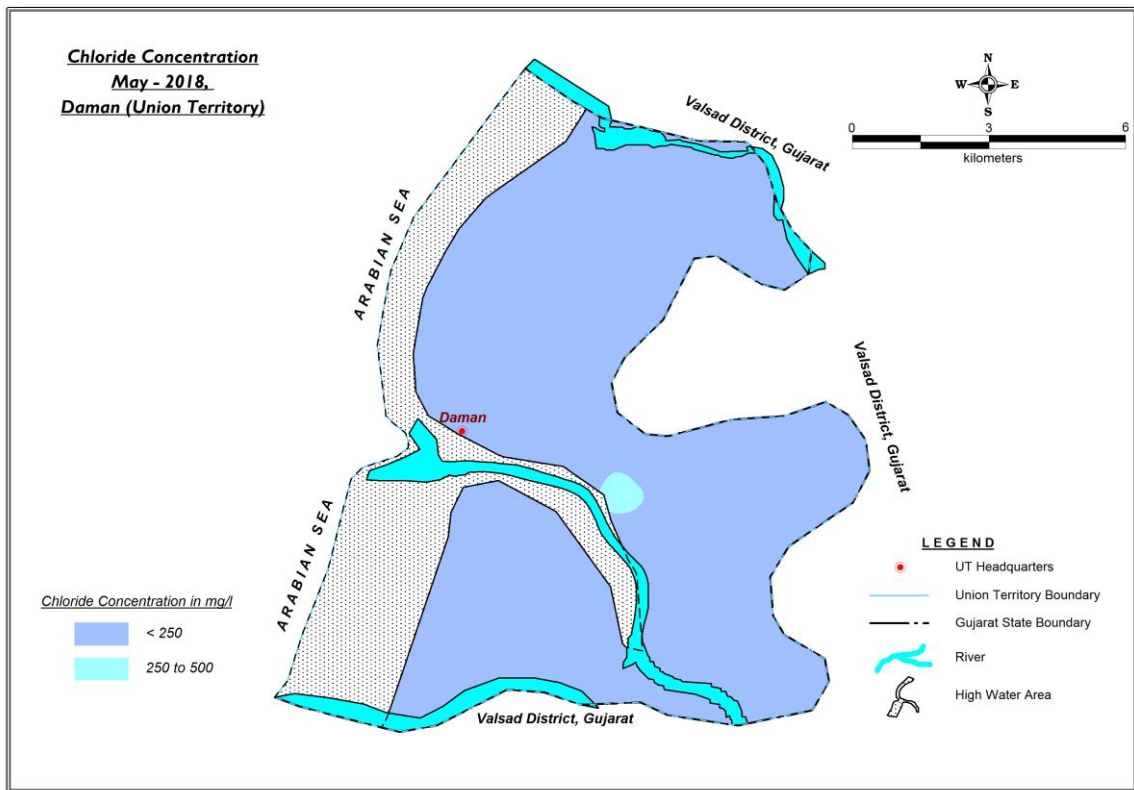 Chloride Concentration
May - 2018,
Daman (Union Territory)
N
W E
S
0 3 6
kilometers
Valsad District, Gujarat
ARABIAN SEA
Daman
Valsad District, Gujarat
ARABIAN SEA
Valsad District, Gujarat
Chloride Concentration in mg/l
< 250
250 to 500
LEGEND
UT Headquarters
Union Territory Boundary
Gujarat State Boundary
River
High Water Area